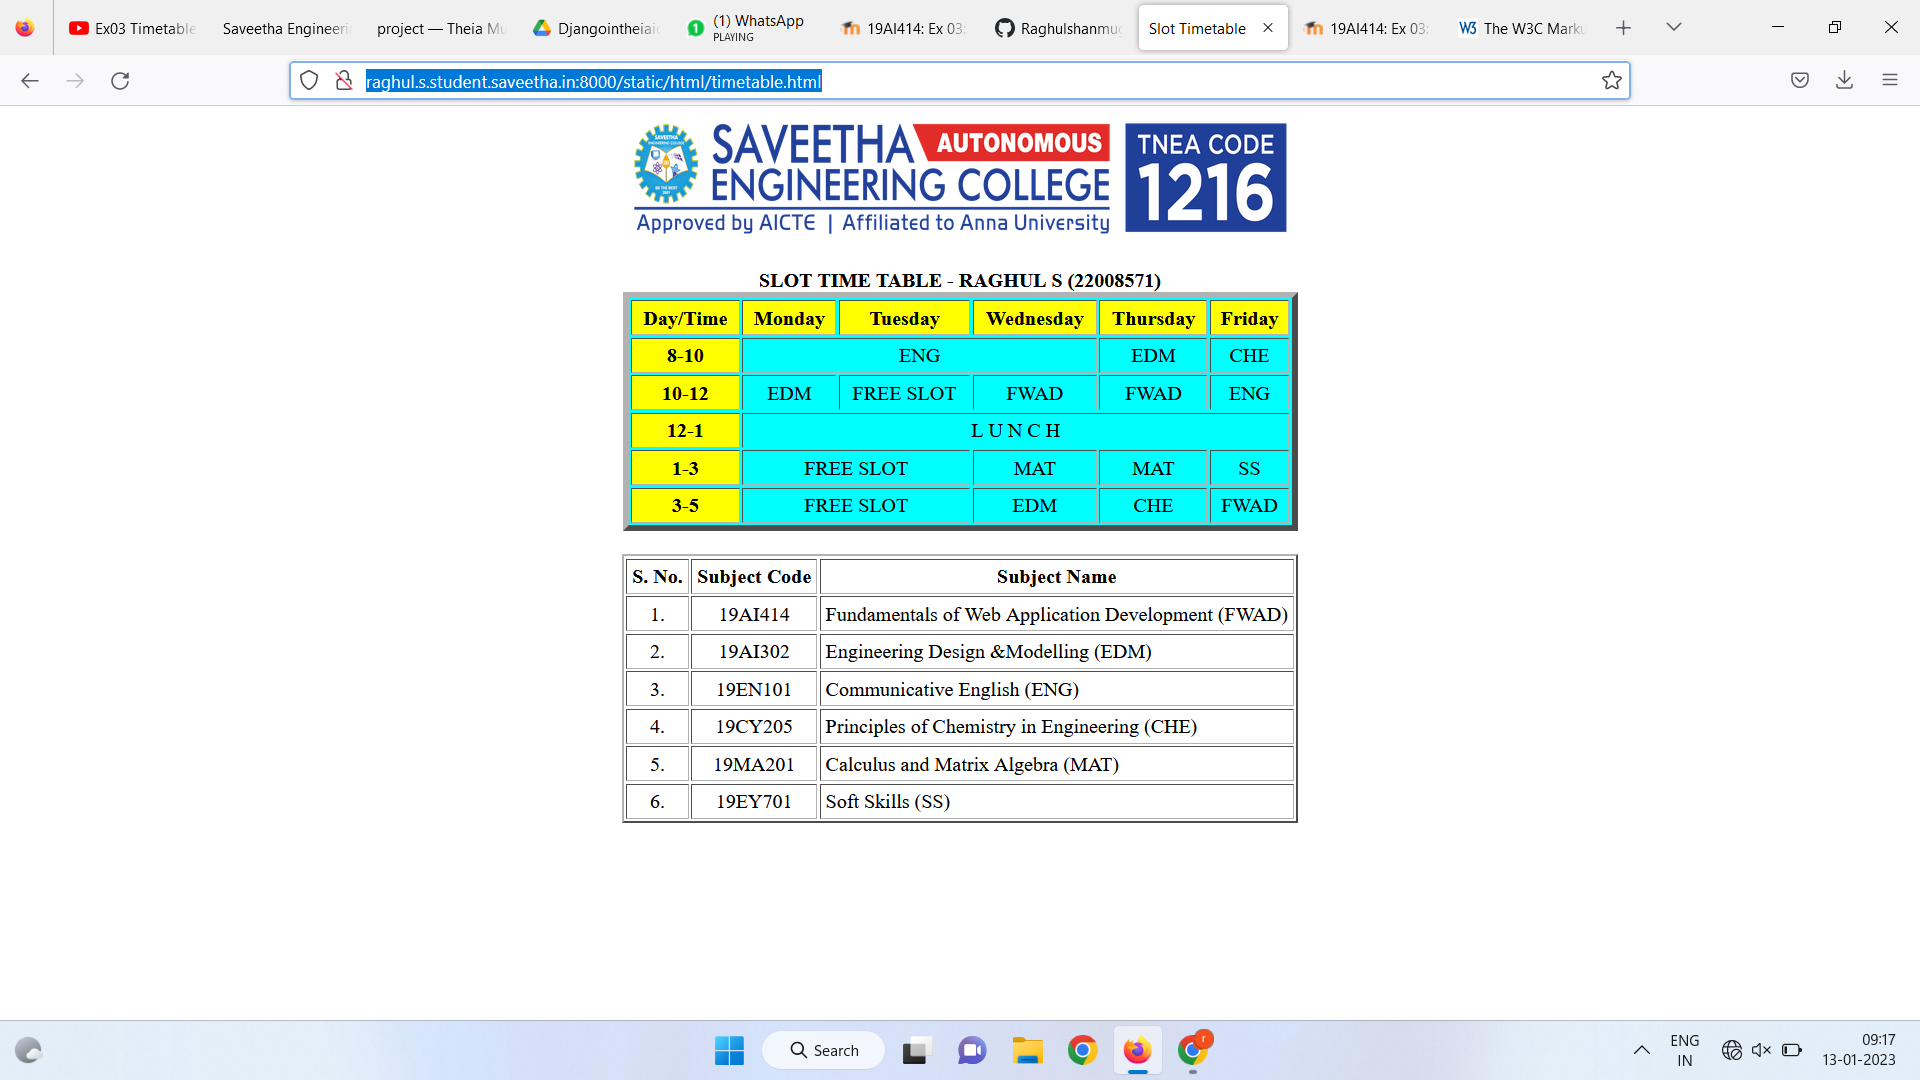 Ex03 Timetable
Saveetha Engineeri
project — Theia Mu
Djangointheiaide
(1) WhatsApp
PLAYING
19AI414: Ex 03:
Raghulshanmug
Slot Timetable
19AI414: Ex 03:
The W3C Marku
raghul.s.student.saveetha.in:8000/static/html/timetable.html
SAVEETHA AUTONOMOUS
ENGINEERING COLLEGE
Approved by AICTE | Affiliated to Anna University
TNEA CODE
1216
SLOT TIME TABLE - RAGHUL S (22008571)
Day/Time Monday Tuesday Wednesday Thursday Friday
8-10 ENG EDM CHE
10-12 EDM FREE SLOT FWAD FWAD ENG
12-1 L U N C H
1-3 FREE SLOT MAT MAT SS
3-5 FREE SLOT EDM CHE FWAD
S. No. Subject Code Subject Name
1. 19AI414 Fundamentals of Web Application Development (FWAD)
2. 19AI302 Engineering Design &Modelling (EDM)
3. 19EN101 Communicative English (ENG)
4. 19CY205 Principles of Chemistry in Engineering (CHE)
5. 19MA201 Calculus and Matrix Algebra (MAT)
6. 19EY701 Soft Skills (SS)
Search
ENG
IN
09:17
13-01-2023